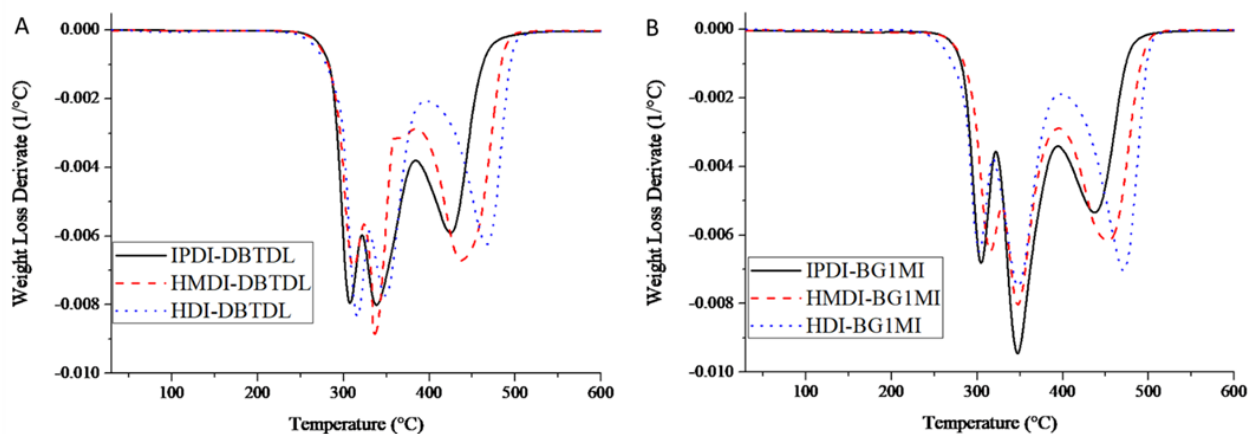 A
Weight Loss Derivate (1/°C)
0.000
-0.002
-0.004
-0.006
-0.008
-0.010
IPDI-DBTDL
HMDI-DBTDL
HDI-DBTDL
100 200 300 400 500 600
Temperature (°C)
B
Weight Loss Derivate (1/°C)
0.000
-0.002
-0.004
-0.006
-0.008
-0.010
IPDI-BG1MI
HMDI-BG1MI
HDI-BG1MI
100 200 300 400 500 600
Temperature (°C)